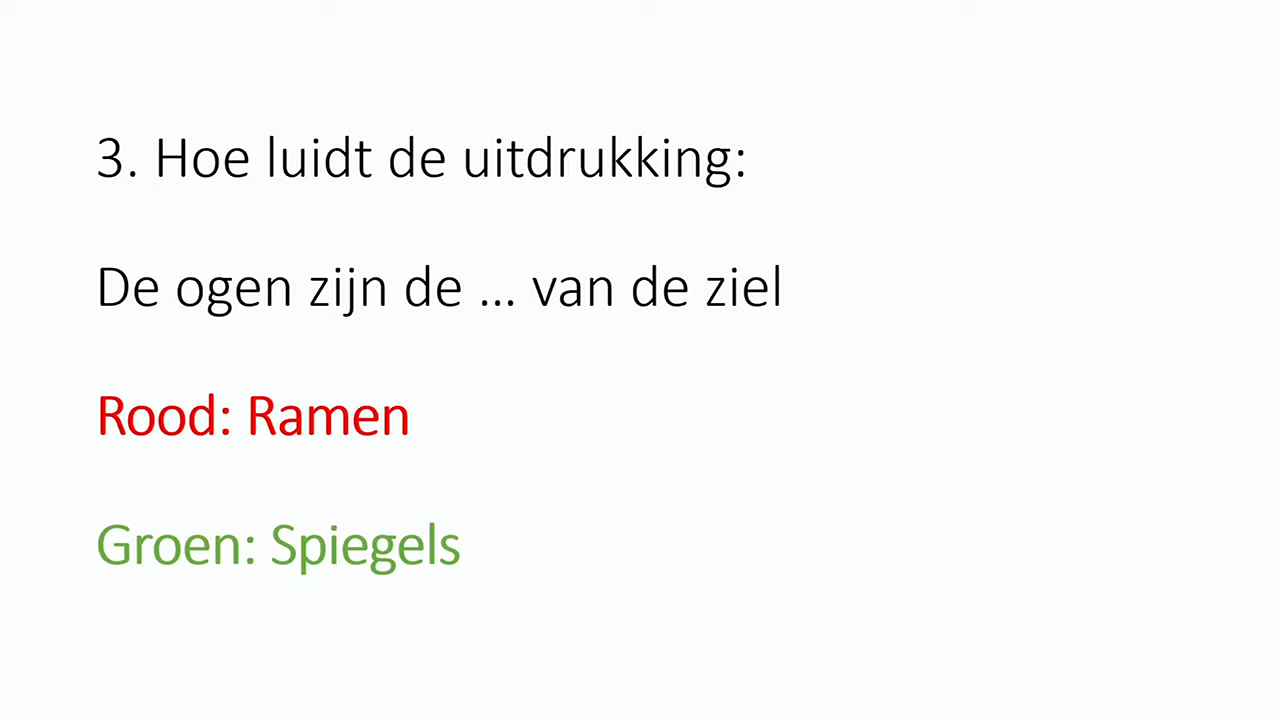 3. Hoe luidt de uitdrukking:
De ogen zijn de ... van de ziel
Rood: Ramen
Groen: Spiegels